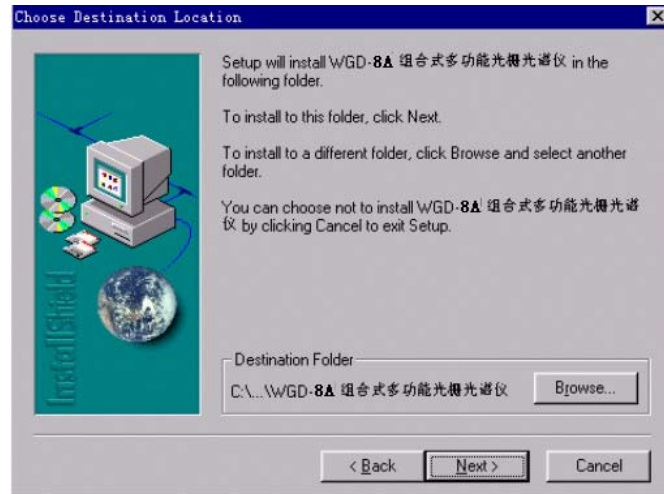 Choose Destination Location
Setup will install WGD-8A 组合式多功能光栅光谱仪 in the
following folder.
To install to this folder, click Next.
To install to a different folder, click Browse and select another
folder.
You can choose not to install WGD-8A 组合式多功能光栅光谱
仪 by clicking Cancel to exit Setup.
InstallShield
Destination Folder
C:\...\WGD-8A 组合式多功能光栅光谱仪
Browse...
< Back
Next >
Cancel